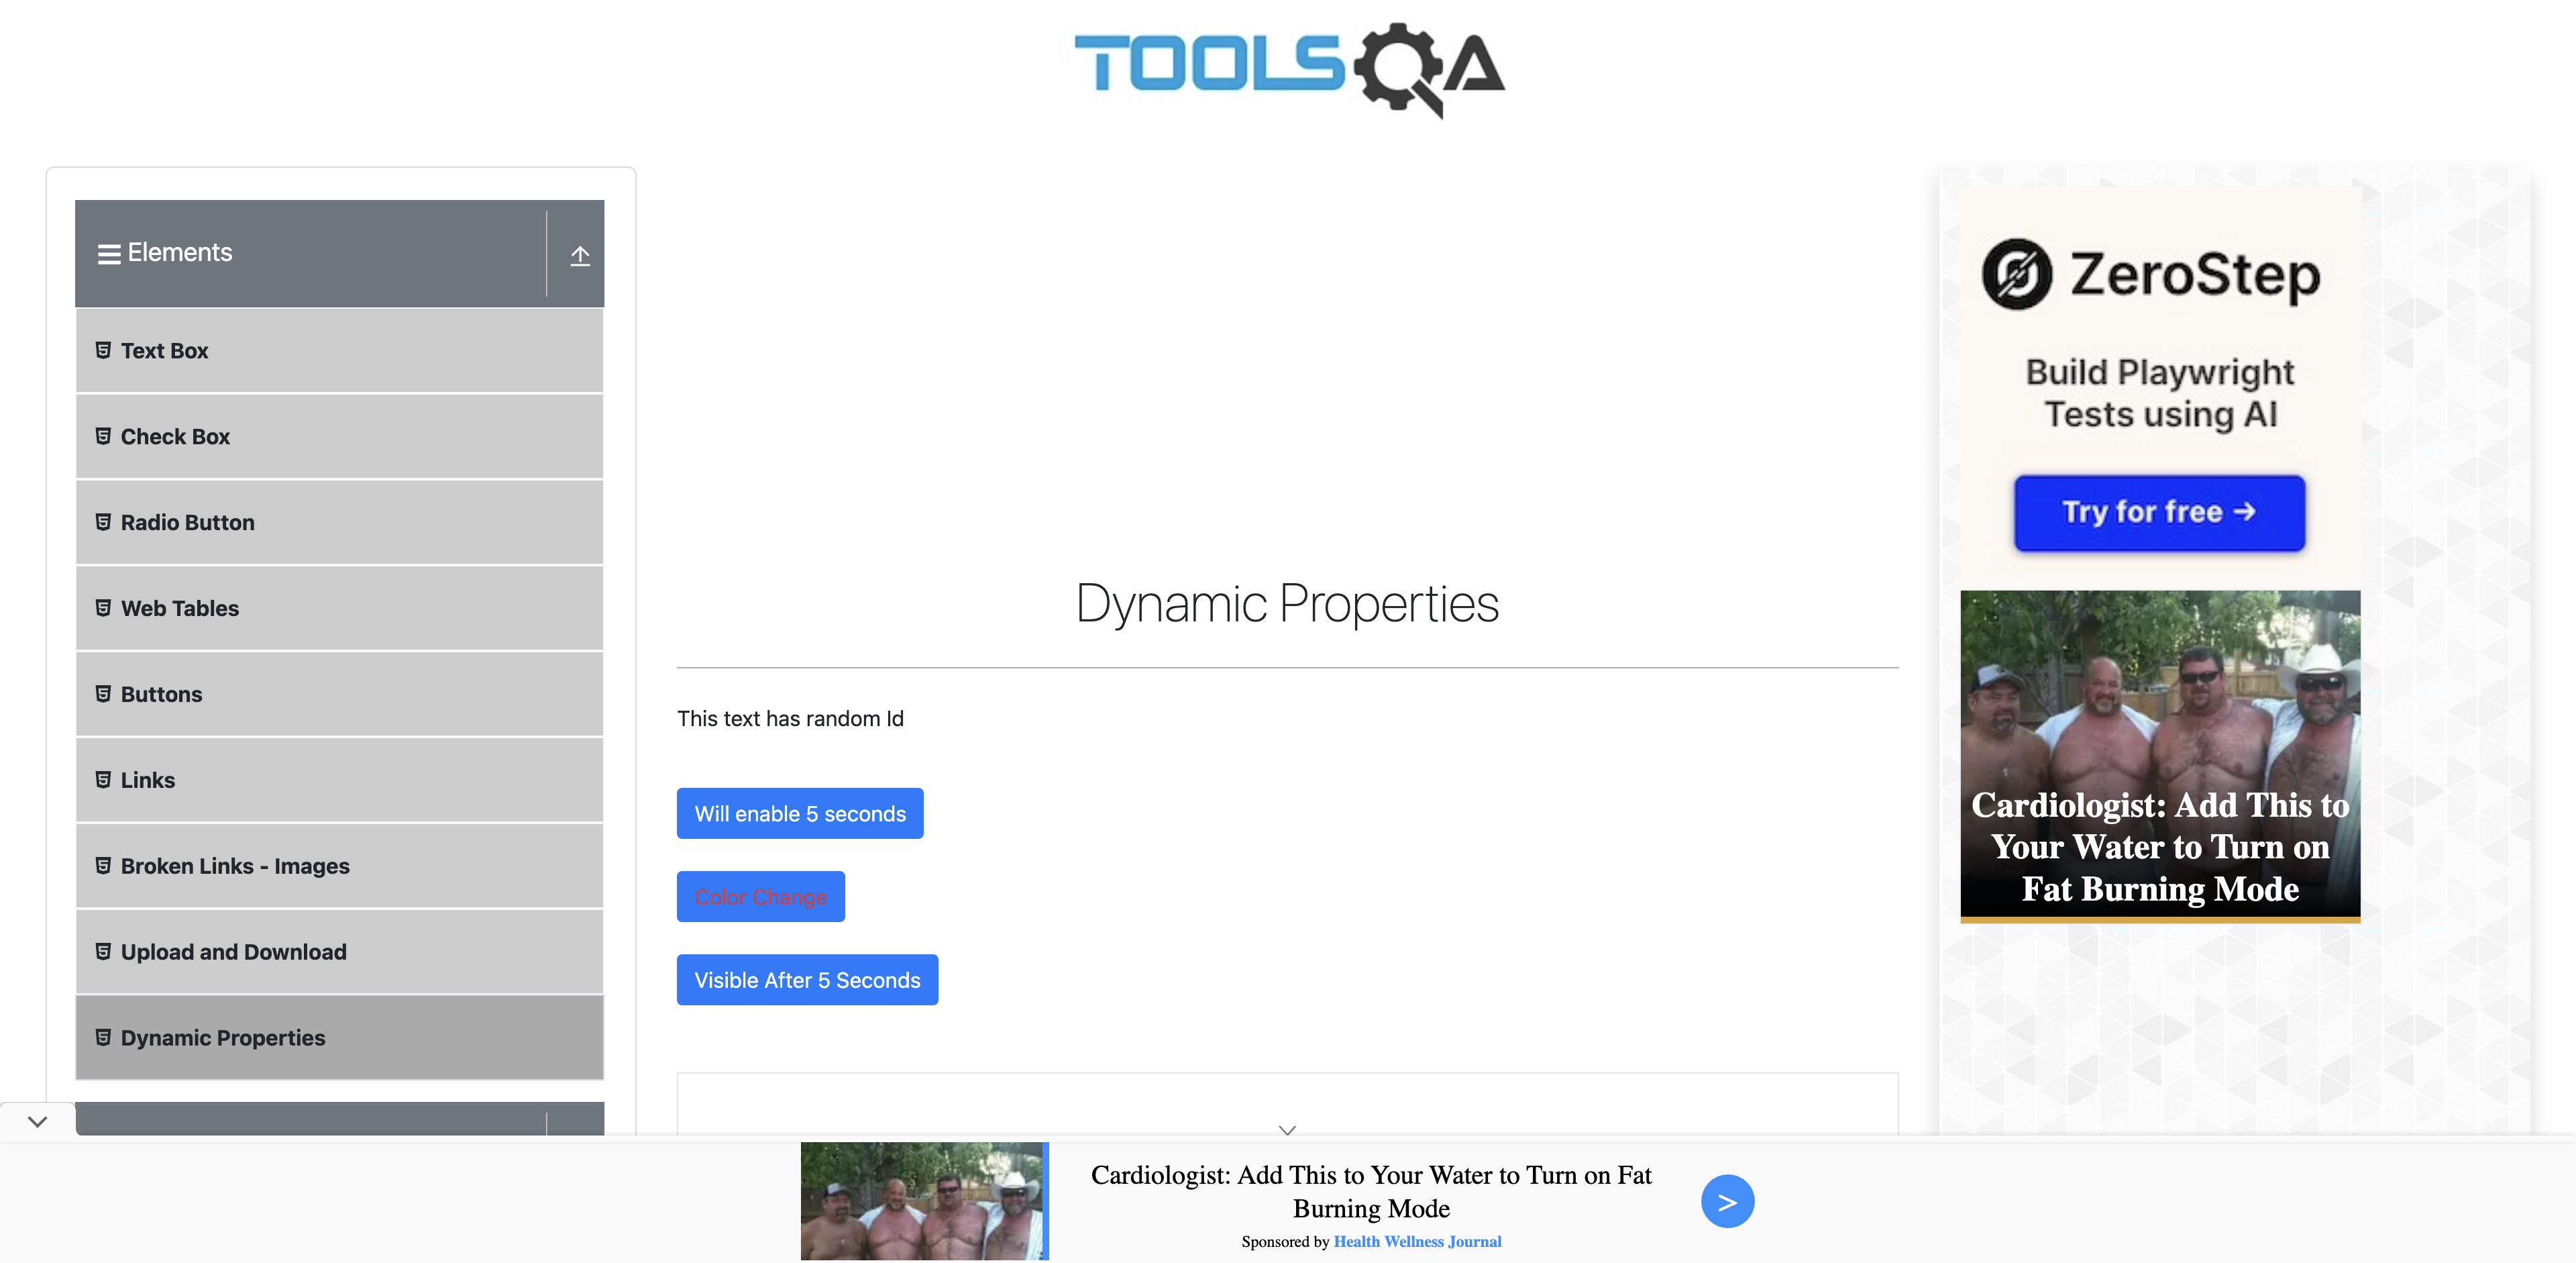 TOOLSQA
Elements
Text Box
Check Box
Radio Button
Web Tables
Buttons
Links
Broken Links - Images
Upload and Download
Dynamic Properties
Dynamic Properties
This text has random Id
Will enable 5 seconds
Color Change
Visible After 5 Seconds
ZeroStep
Build Playwright
Tests using AI
Try for free →
Cardiologist: Add This to
Your Water to Turn on
Fat Burning Mode
Cardiologist: Add This to Your Water to Turn on Fat
Burning Mode
Sponsored by Health Wellness Journal
>